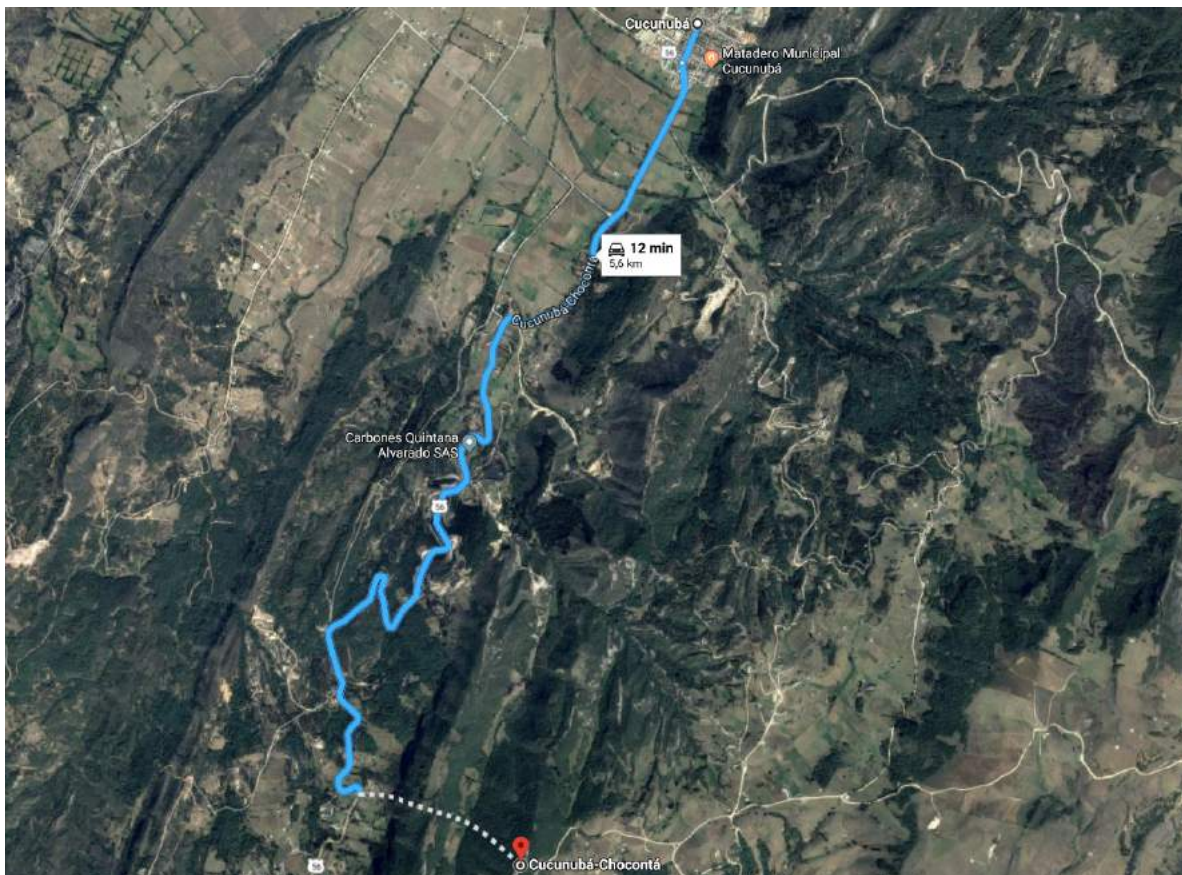 Cucunubá
56
Matadero Municipal
Cucunubá
12 min
5,6 km
Cucunubá-Chocontá
Carbones Quintana
Alvarado SAS
56
56
Cucunubá-Chocontá